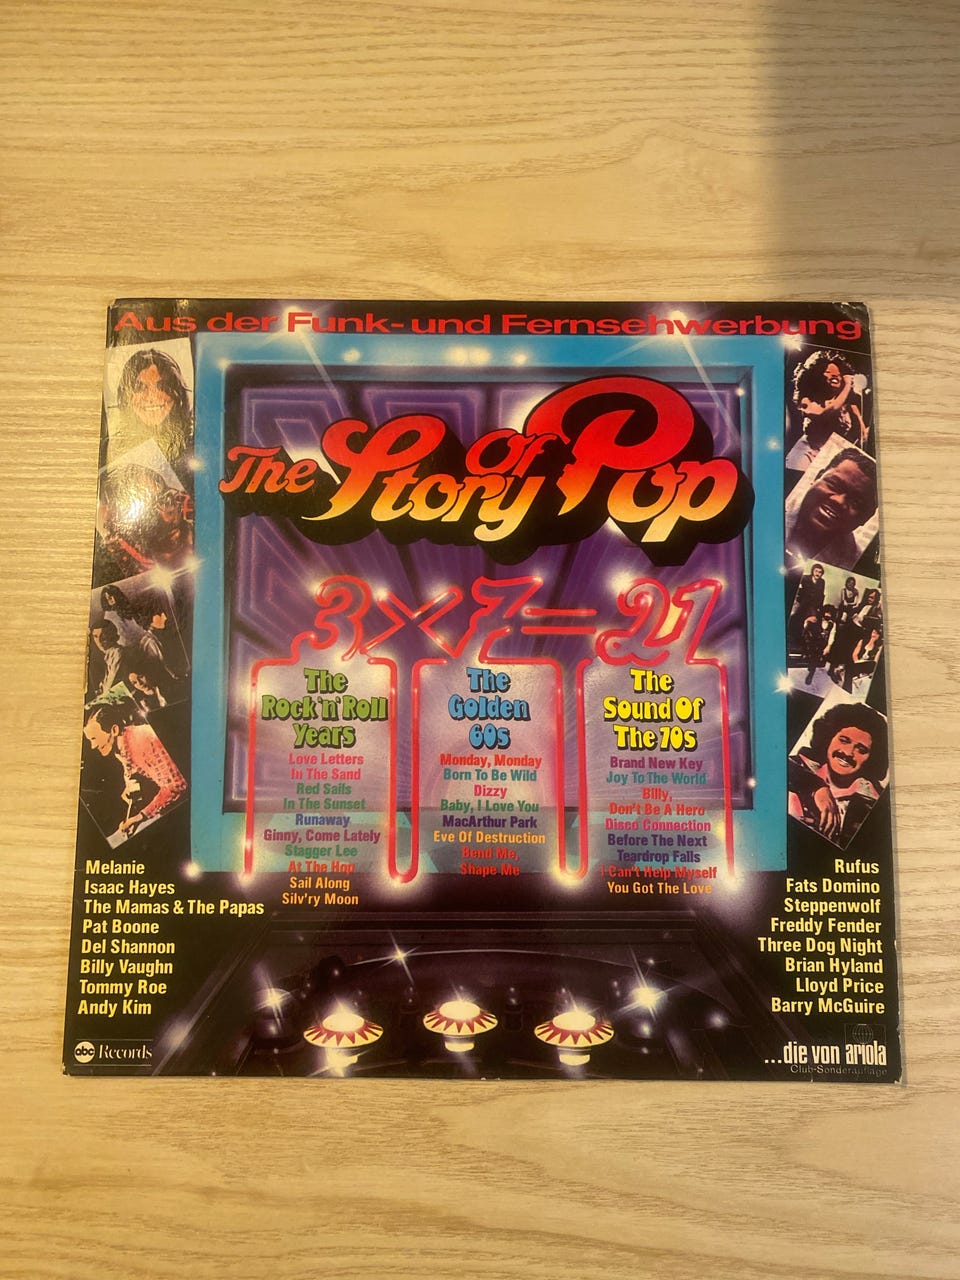 Aus der Funk- und Fernsehwerbung
The Story Of Pop
3x7=21
The
Rock'n'Roll
Years
Love Letters
In The Sand
Red Sails
In The Sunset
Runaway
Ginny, Come Lately
Stagger Lee
At The Hop
Sail Along
Silv'ry Moon
The
Golden
60s
Monday, Monday
Born To Be Wild
Dizzy
Baby, I Love You
MacArthur Park
Eve Of Destruction
Bend Me,
Shape Me
The
Sound Of
The 70s
Brand New Key
Joy To The World
Billy,
Don't Be A Hero
Disco Connection
Before The Next
Teardrop Falls
I Can't Help Myself
You Got The Love
Melanie
Isaac Hayes
The Mamas & The Papas
Pat Boone
Del Shannon
Billy Vaughn
Tommy Roe
Andy Kim
Rufus
Fats Domino
Steppenwolf
Freddy Fender
Three Dog Night
Brian Hyland
Lloyd Price
Barry McGuire
abc Records
...die von ariola
Club-Sonderauflage